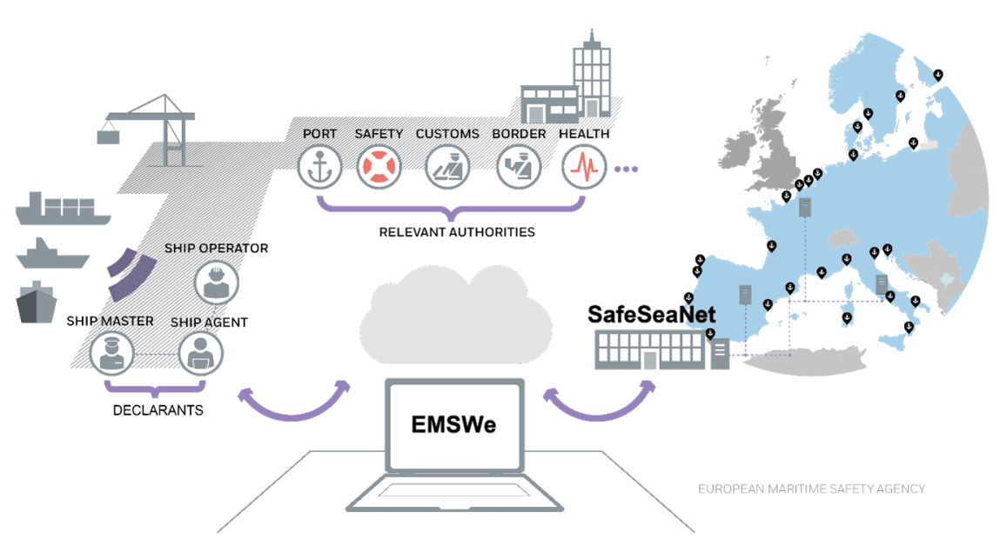 PORT
SAFETY
CUSTOMS
BORDER
HEALTH
RELEVANT AUTHORITIES
SHIP OPERATOR
SHIP MASTER
SHIP AGENT
DECLARANTS
SafeSeaNet
EMSWe
EUROPEAN MARITIME SAFETY AGENCY